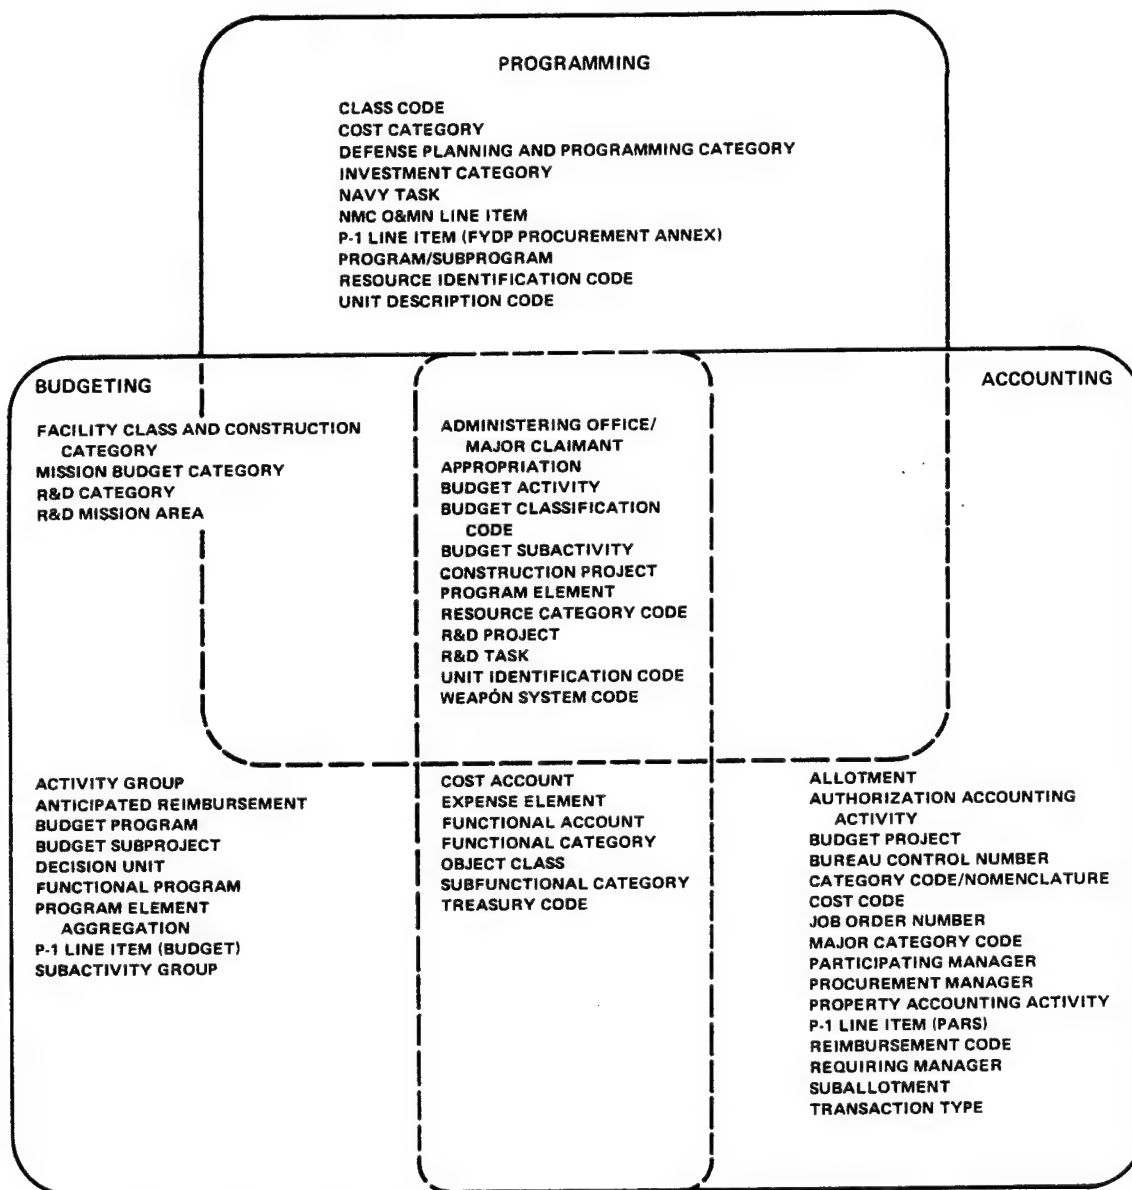 PROGRAMMING
CLASS CODE
COST CATEGORY
DEFENSE PLANNING AND PROGRAMMING CATEGORY
INVESTMENT CATEGORY
NAVY TASK
NMC O&MN LINE ITEM
P-1 LINE ITEM (FYDP PROCUREMENT ANNEX)
PROGRAM/SUBPROGRAM
RESOURCE IDENTIFICATION CODE
UNIT DESCRIPTION CODE
BUDGETING
FACILITY CLASS AND CONSTRUCTION
CATEGORY
MISSION BUDGET CATEGORY
R&D CATEGORY
R&D MISSION AREA
ADMINISTERING OFFICE/
MAJOR CLAIMANT
APPROPRIATION
BUDGET ACTIVITY
BUDGET CLASSIFICATION
CODE
BUDGET SUBACTIVITY
CONSTRUCTION PROJECT
PROGRAM ELEMENT
RESOURCE CATEGORY CODE
R&D PROJECT
R&D TASK
UNIT IDENTIFICATION CODE
WEAPON SYSTEM CODE
ACCOUNTING
ACTIVITY GROUP
ANTICIPATED REIMBURSEMENT
BUDGET PROGRAM
BUDGET SUBPROJECT
DECISION UNIT
FUNCTIONAL PROGRAM
PROGRAM ELEMENT
AGGREGATION
P-1 LINE ITEM (BUDGET)
SUBACTIVITY GROUP
COST ACCOUNT
EXPENSE ELEMENT
FUNCTIONAL ACCOUNT
FUNCTIONAL CATEGORY
OBJECT CLASS
SUBFUNCTIONAL CATEGORY
TREASURY CODE
ALLOTMENT
AUTHORIZATION ACCOUNTING
ACTIVITY
BUDGET PROJECT
BUREAU CONTROL NUMBER
CATEGORY CODE/NOMENCLATURE
COST CODE
JOB ORDER NUMBER
MAJOR CATEGORY CODE
PARTICIPATING MANAGER
PROCUREMENT MANAGER
PROPERTY ACCOUNTING ACTIVITY
P-1 LINE ITEM (PARS)
REIMBURSEMENT CODE
REQUIRING MANAGER
SUBALLOTMENT
TRANSACTION TYPE